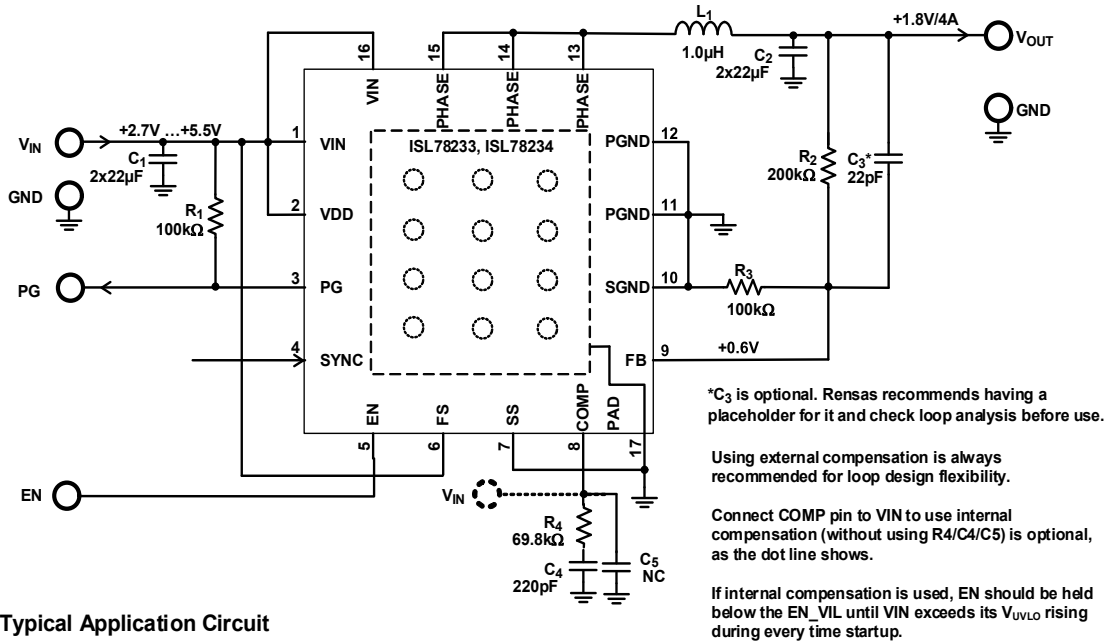 L1
1.0µH
+1.8V/4A
VOUT
C2
2x22µF
GND
16
15
14
13
VIN
PHASE
PHASE
PHASE
ISL78233, ISL78234
VIN
+2.7V …+5.5V
C1
2x22µF
GND
R1
100kΩ
PG
1
VIN
2
VDD
3
PG
4
SYNC
PGND
12
PGND
11
SGND
10
FB
9
+0.6V
R2
200kΩ
C3*
22pF
R3
100kΩ
EN
FS
SS
COMP
PAD
5
6
7
8
17
EN
VIN
R4
69.8kΩ
C4
220pF
C5
NC
*C3 is optional. Rensas recommends having a
placeholder for it and check loop analysis before use.
Using external compensation is always
recommended for loop design flexibility.
Connect COMP pin to VIN to use internal
compensation (without using R4/C4/C5) is optional,
as the dot line shows.
If internal compensation is used, EN should be held
below the EN_VIL until VIN exceeds its VUVLO rising
during every time startup.
Typical Application Circuit